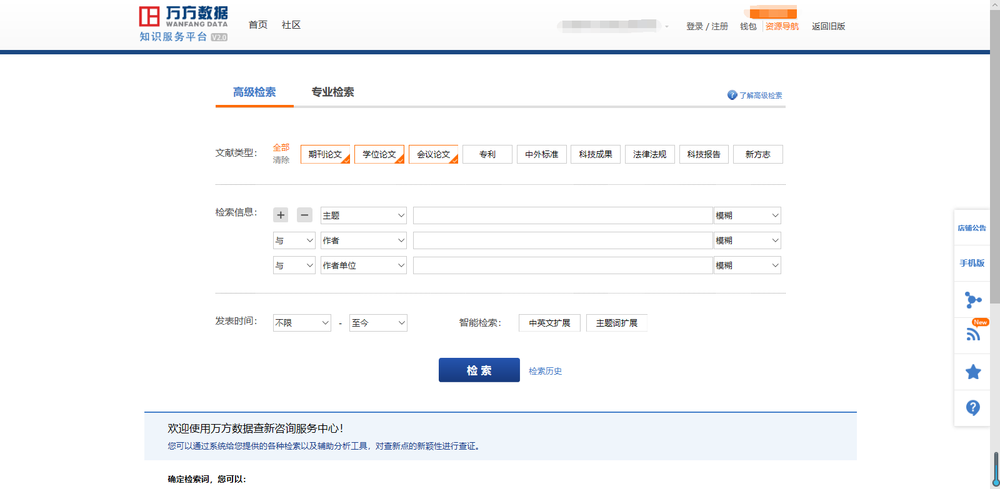 万方数据
WANFANG DATA
知识服务平台 V2.0
首页 社区
登录 / 注册 钱包 资源导航 返回旧版
高级检索 专业检索
了解高级检索
文献类型：
全部
清除
期刊论文 学位论文 会议论文 专利 中外标准 科技成果 法律法规 科技报告 新方志
检索信息：
+ − 主题 模糊
与 作者 模糊
与 作者单位 模糊
发表时间： 不限 - 至今 智能检索： 中英文扩展 主题词扩展
检 索 检索历史
店铺公告
手机版
New
欢迎使用万方数据查新咨询服务中心！
您可以通过系统给您提供的各种检索以及辅助分析工具，对查新点的新颖性进行查证。
确定检索词，您可以：